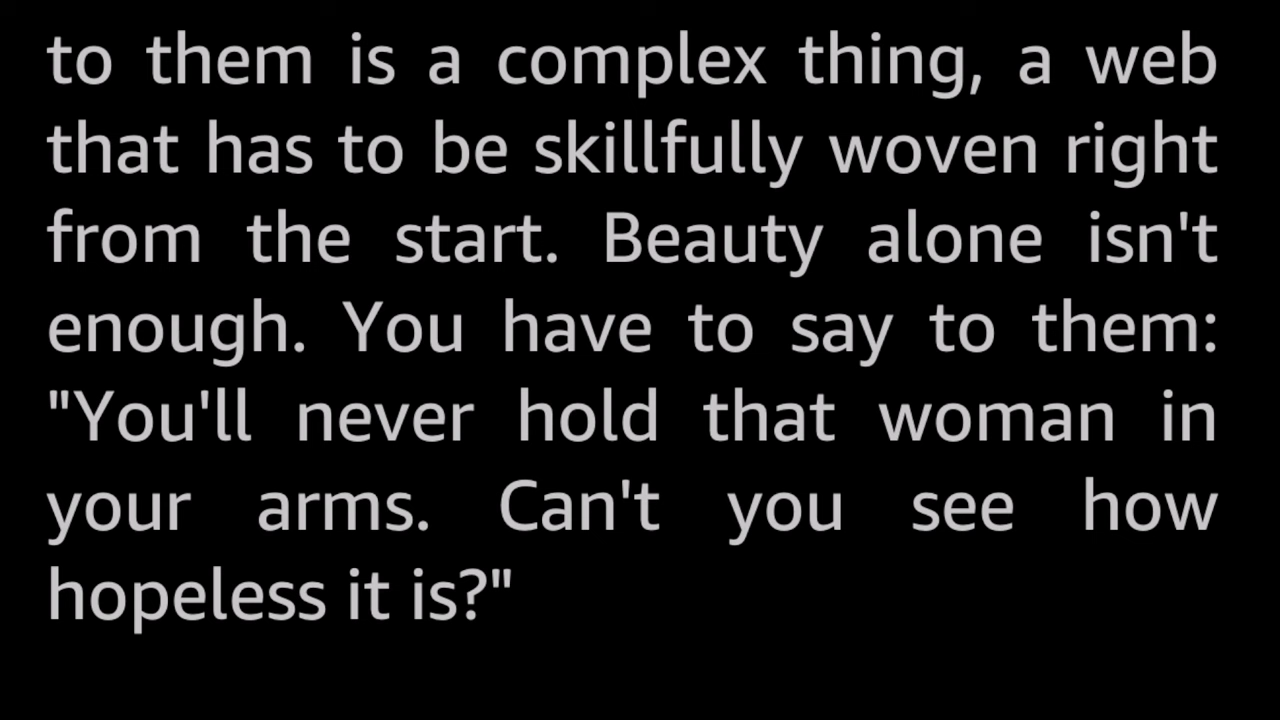 to them is a complex thing, a web
that has to be skillfully woven right
from the start. Beauty alone isn't
enough. You have to say to them:
"You'll never hold that woman in
your arms. Can't you see how
hopeless it is?"